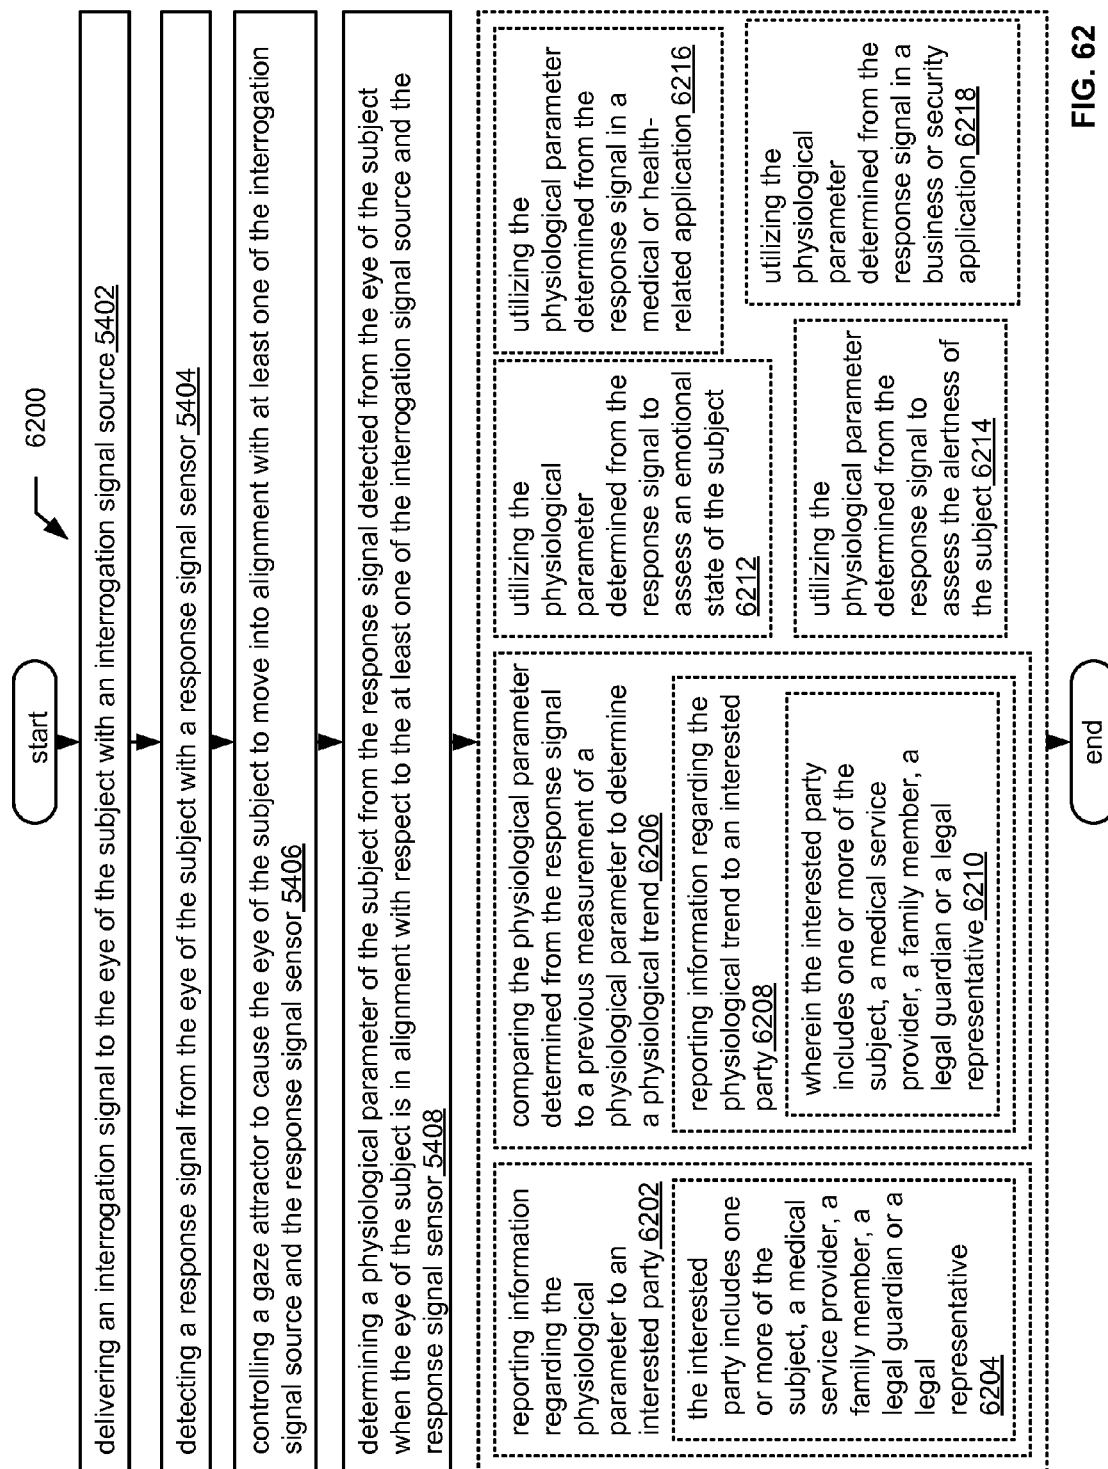 start
6200
delivering an interrogation signal to the eye of the subject with an interrogation signal source 5402
detecting a response signal from the eye of the subject with a response signal sensor 5404
controlling a gaze attractor to cause the eye of the subject to move into alignment with at least one of the interrogation
signal source and the response signal sensor 5406
determining a physiological parameter of the subject from the response signal detected from the eye of the subject
when the eye of the subject is in alignment with respect to the at least one of the interrogation signal source and the
response signal sensor 5408
reporting information
regarding the
physiological
parameter to an
interested party 6202
the interested
party includes one
or more of the
subject, a medical
service provider, a
family member, a
legal guardian or a
legal
representative
6204
comparing the physiological parameter
determined from the response signal
to a previous measurement of a
physiological parameter to determine
a physiological trend 6206
reporting information regarding the
physiological trend to an interested
party 6208
wherein the interested party
includes one or more of the
subject, a medical service
provider, a family member, a
legal guardian or a legal
representative 6210
utilizing the
physiological
parameter
determined from the
response signal to
assess an emotional
state of the subject
6212
utilizing the
physiological parameter
determined from the
response signal to
assess the alertness of
the subject 6214
utilizing the
physiological parameter
determined from the
response signal in a
medical or health-
related application 6216
utilizing the
physiological
parameter
determined from the
response signal in a
business or security
application 6218
end
FIG. 62